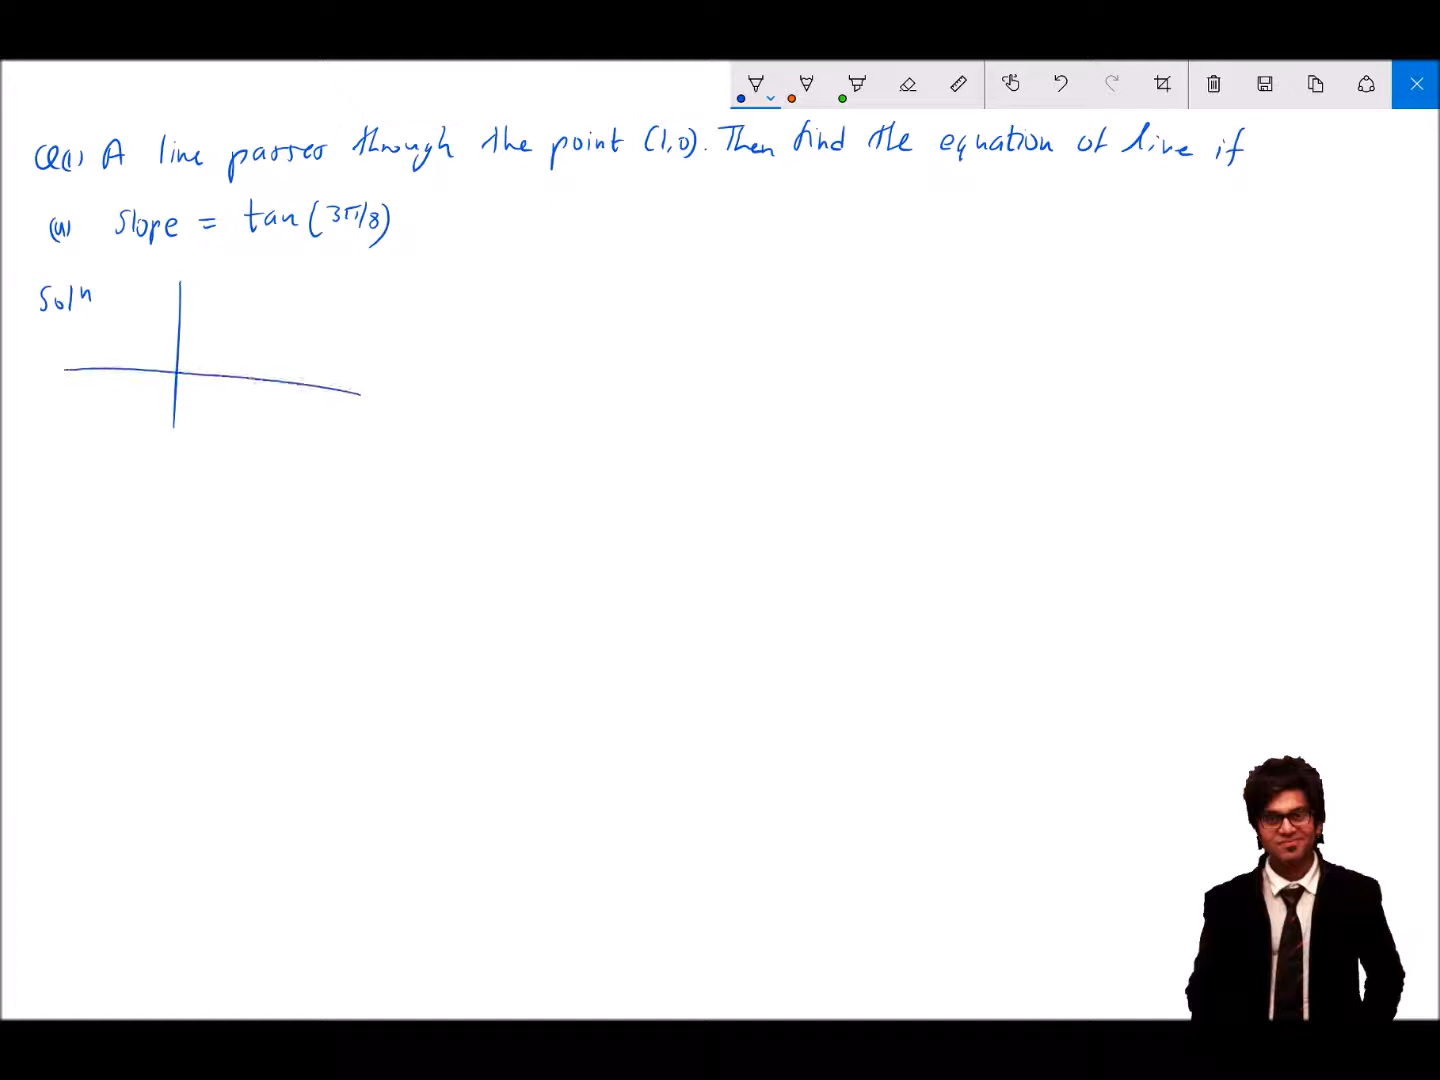 Q(1) A line passes through the point (1,0). Then find the equation of line if
(a) Slope = tan(3π/8)
Solⁿ